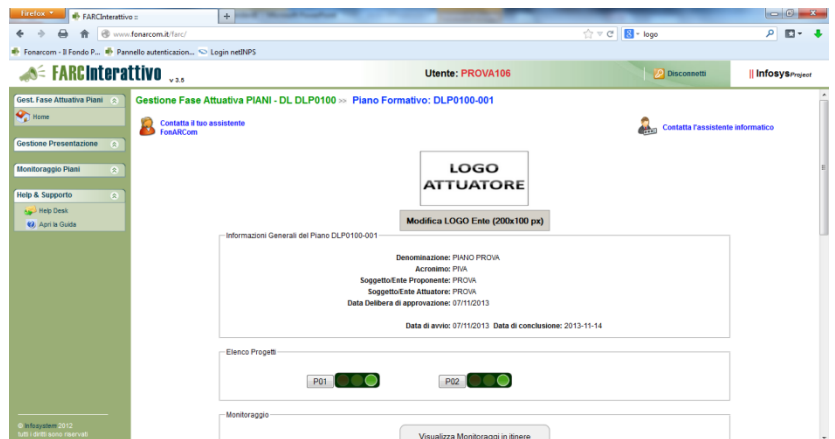 Firefox
FARCInterattivo ::
www.fonarcom.it/farc/
logo
Fonarcom - Il Fondo P...
Pannello autenticazion...
Login netINPS
FARCInterattivo v 3.5
Utente: PROVA106
Disconnetti
Infosys Project
Gest. Fase Attuativa Piani
Home
Gestione Presentazione
Monitoraggio Piani
Help & Supporto
Help Desk
Apri la Guida
© Infosystem 2012
tutti i diritti sono riservati
Gestione Fase Attuativa PIANI - DL DLP0100 >> Piano Formativo: DLP0100-001
Contatta il tuo assistente
FonARCom
Contatta l'assistente informatico
LOGO
ATTUATORE
Modifica LOGO Ente (200x100 px)
Informazioni Generali del Piano DLP0100-001
Denominazione: PIANO PROVA
Acronimo: PIVA
Soggetto/Ente Proponente: PROVA
Soggetto/Ente Attuatore: PROVA
Data Delibera di approvazione: 07/11/2013
Data di avvio: 07/11/2013 Data di conclusione: 2013-11-14
Elenco Progetti
P01
P02
Monitoraggio
Visualizza Monitoraggi in itinere